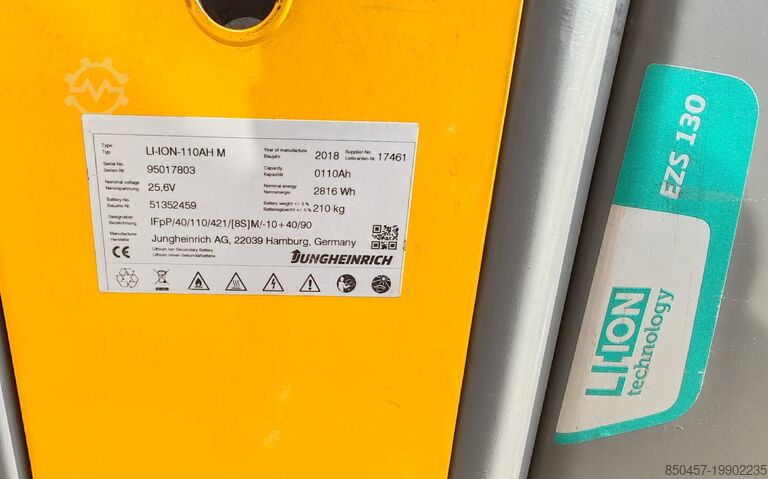 Type
Typ
LI-ION-110AH M
Year of manufacture
Baujahr
2018
Supplier-No.
Lieferanten-Nr.
17461
Serial-No.
Serien-Nr.
95017803
Capacity
Kapazität
0110Ah
Nominal voltage
Nennspannung
25,6V
Nominal energy
Nennenergie
2816 Wh
Battery-No.
Batterie-Nr.
51352459
Battery weight +/- 5 %
Batteriegewicht +/- 5 %
210 kg
Designation
Bezeichnung
IFpP/40/110/421/[8S]M/-10+40/90
Manufacturer
Hersteller
Jungheinrich AG, 22039 Hamburg, Germany
CE
Lithium Ion Secondary Battery
Lithium Ionen Sekundärbatterie
JUNGHEINRICH
EZS 130
LI-ION
technology
850457-19902235